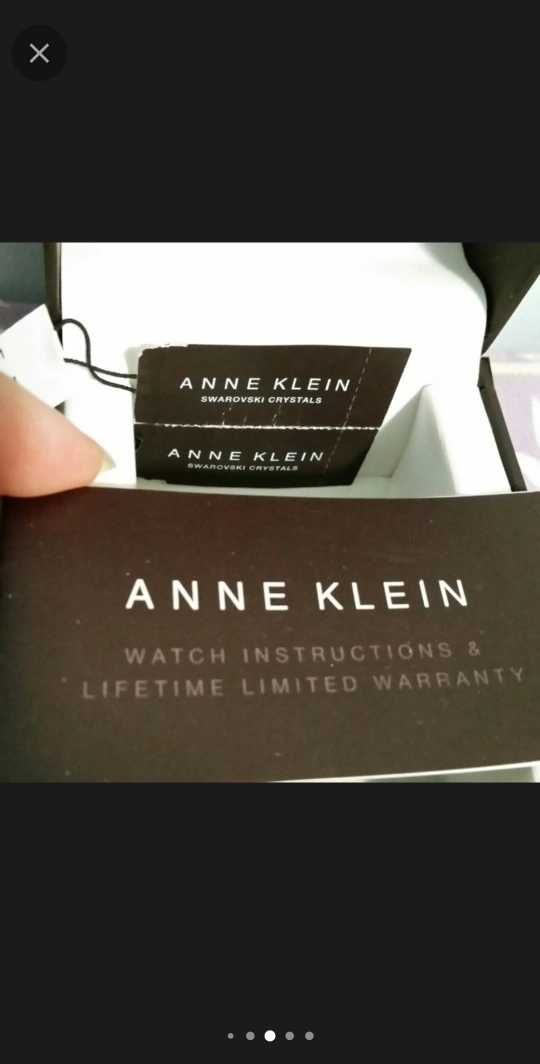 ANNE KLEIN
SWAROVSKI CRYSTALS
ANNE KLEIN
SWAROVSKI CRYSTALS
ANNE KLEIN
WATCH INSTRUCTIONS &
LIFETIME LIMITED WARRANTY